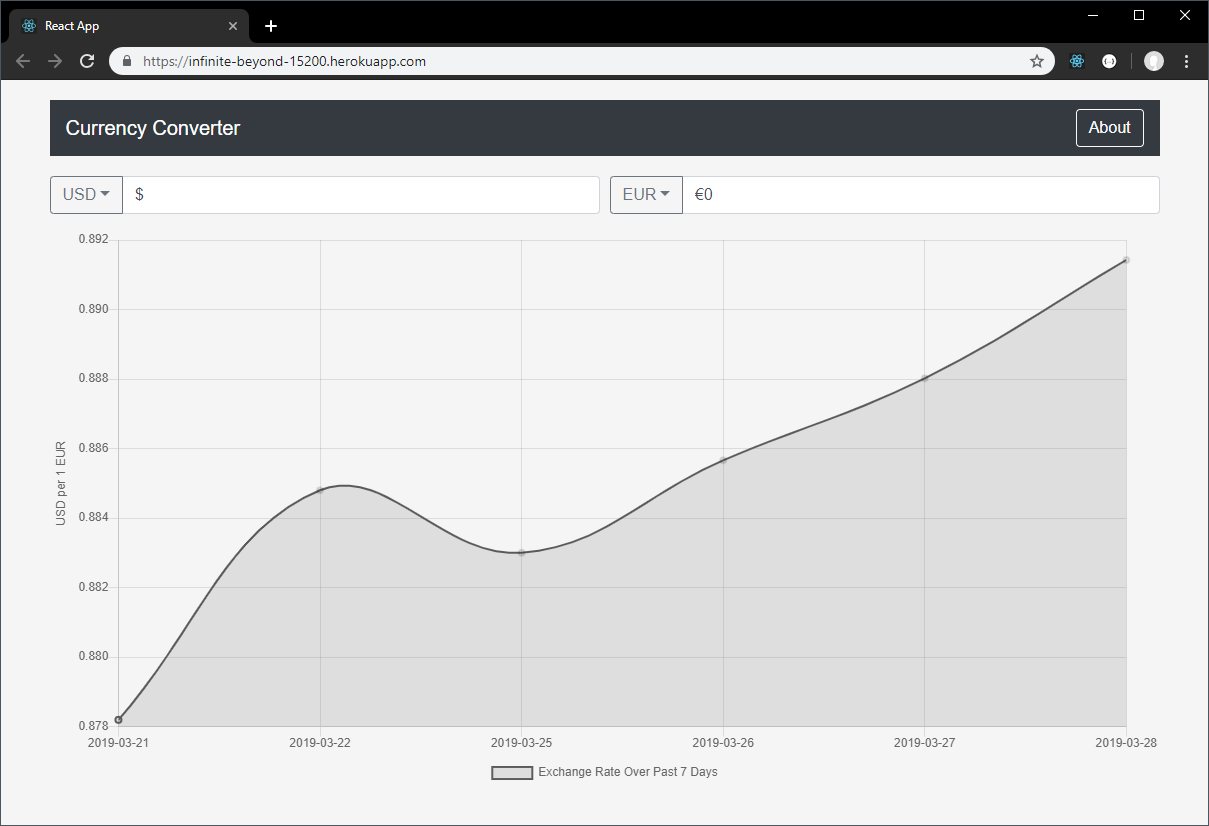 React App
https://infinite-beyond-15200.herokuapp.com
Currency Converter
About
USD $
EUR €0
0.892
0.890
0.888
0.886
0.884
0.882
0.880
0.878
USD per 1 EUR
2019-03-21 2019-03-22 2019-03-25 2019-03-26 2019-03-27 2019-03-28
Exchange Rate Over Past 7 Days